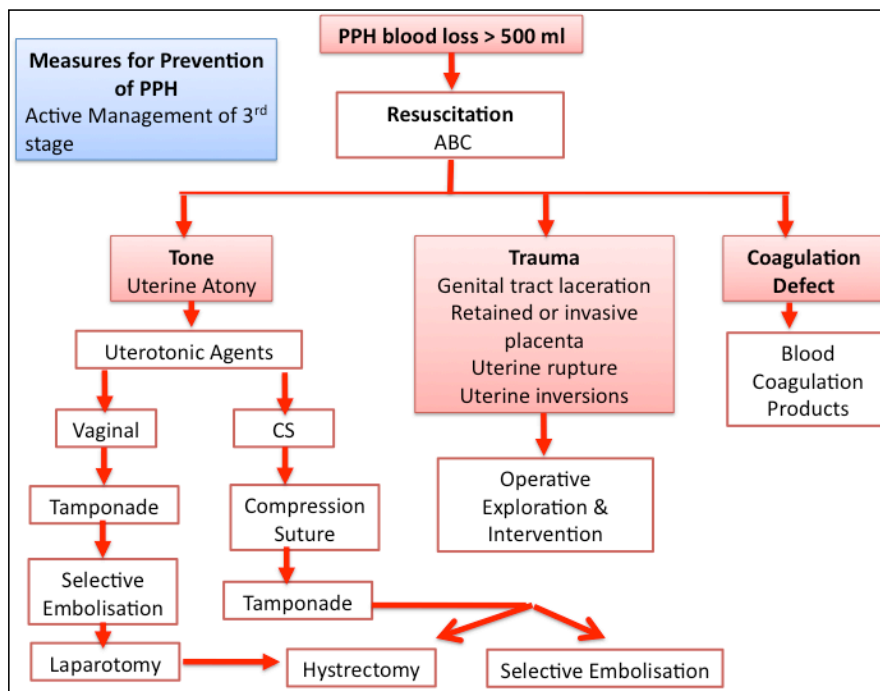 PPH blood loss > 500 ml
Measures for Prevention
of PPH
Active Management of 3rd
stage
Resuscitation
ABC
Tone
Uterine Atony
Trauma
Genital tract laceration
Retained or invasive
placenta
Uterine rupture
Uterine inversions
Coagulation
Defect
Uterotonic Agents
Blood
Coagulation
Products
Vaginal
CS
Operative
Exploration &
Intervention
Tamponade
Compression
Suture
Selective
Embolisation
Tamponade
Laparotomy
Hystrectomy
Selective Embolisation